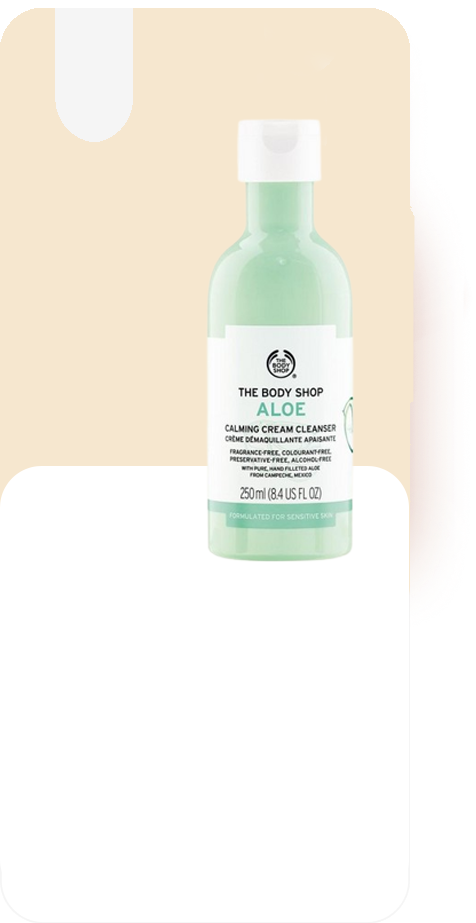 THE
BODY
SHOP
®
THE BODY SHOP
ALOE
CALMING CREAM CLEANSER
CRÈME DÉMAQUILLANTE APAISANTE
FRAGRANCE-FREE, COLOURANT-FREE,
PRESERVATIVE-FREE, ALCOHOL-FREE
WITH PURE, HAND FILLETED ALOE
FROM CAMPECHE, MEXICO
250 ml (8.4 US FL OZ)
FORMULATED FOR SENSITIVE SKIN